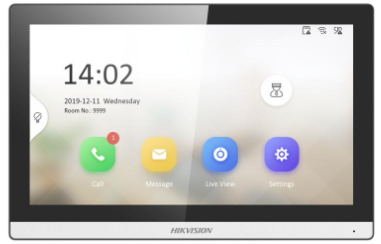 14:02
2019-12-11 Wednesday
Room No.: 9999
1
Call
Message
Live View
Settings
HIKVISION